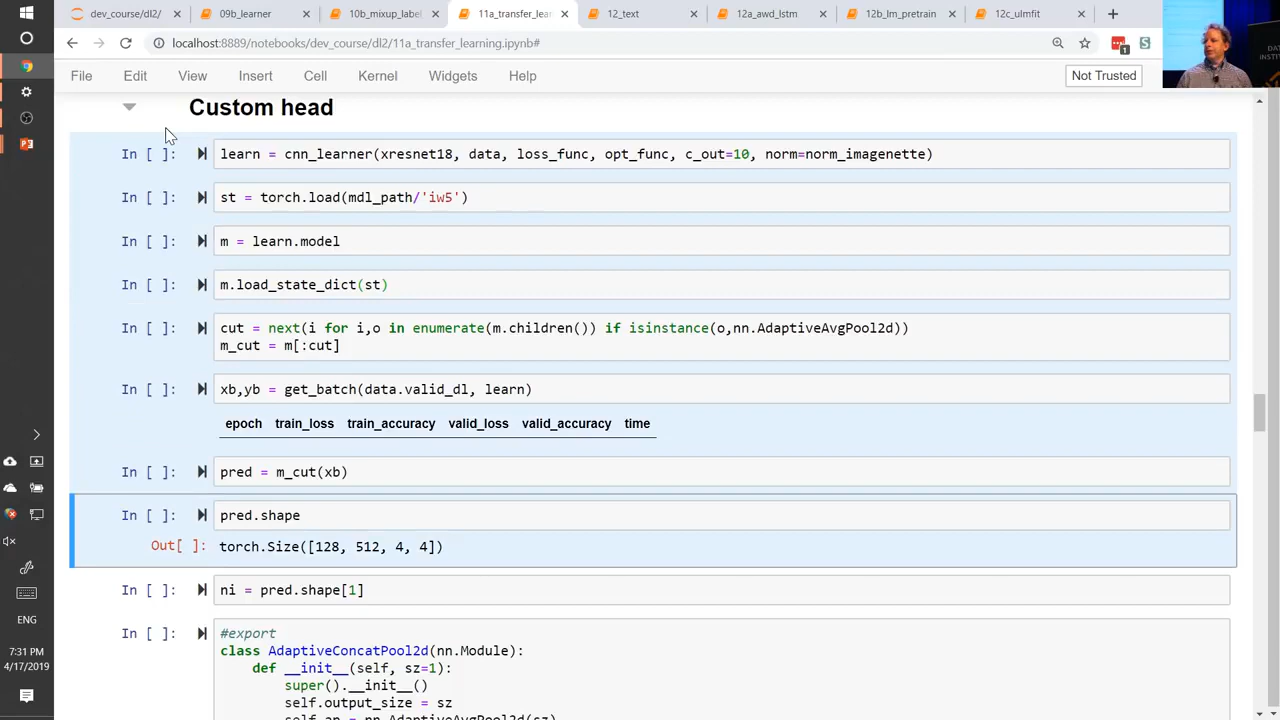 dev_course/dl2/
09b_learner
10b_mixup_label
11a_transfer_lea
12_text
12a_awd_lstm
12b_lm_pretrain
12c_ulmfit
localhost:8889/notebooks/dev_course/dl2/11a_transfer_learning.ipynb#
1
File Edit View Insert Cell Kernel Widgets Help
Not Trusted
Custom head
In [ ]: learn = cnn_learner(xresnet18, data, loss_func, opt_func, c_out=10, norm=norm_imagenette)
In [ ]: st = torch.load(mdl_path/'iw5')
In [ ]: m = learn.model
In [ ]: m.load_state_dict(st)
In [ ]: cut = next(i for i,o in enumerate(m.children()) if isinstance(o,nn.AdaptiveAvgPool2d))
m_cut = m[:cut]
In [ ]: xb,yb = get_batch(data.valid_dl, learn)
epoch train_loss train_accuracy valid_loss valid_accuracy time
In [ ]: pred = m_cut(xb)
In [ ]: pred.shape
Out[ ]: torch.Size([128, 512, 4, 4])
In [ ]: ni = pred.shape[1]
In [ ]: #export
class AdaptiveConcatPool2d(nn.Module):
def __init__(self, sz=1):
super().__init__()
self.output_size = sz
self.ap = nn.AdaptiveAvgPool2d(sz)
ENG
7:31 PM
4/17/2019